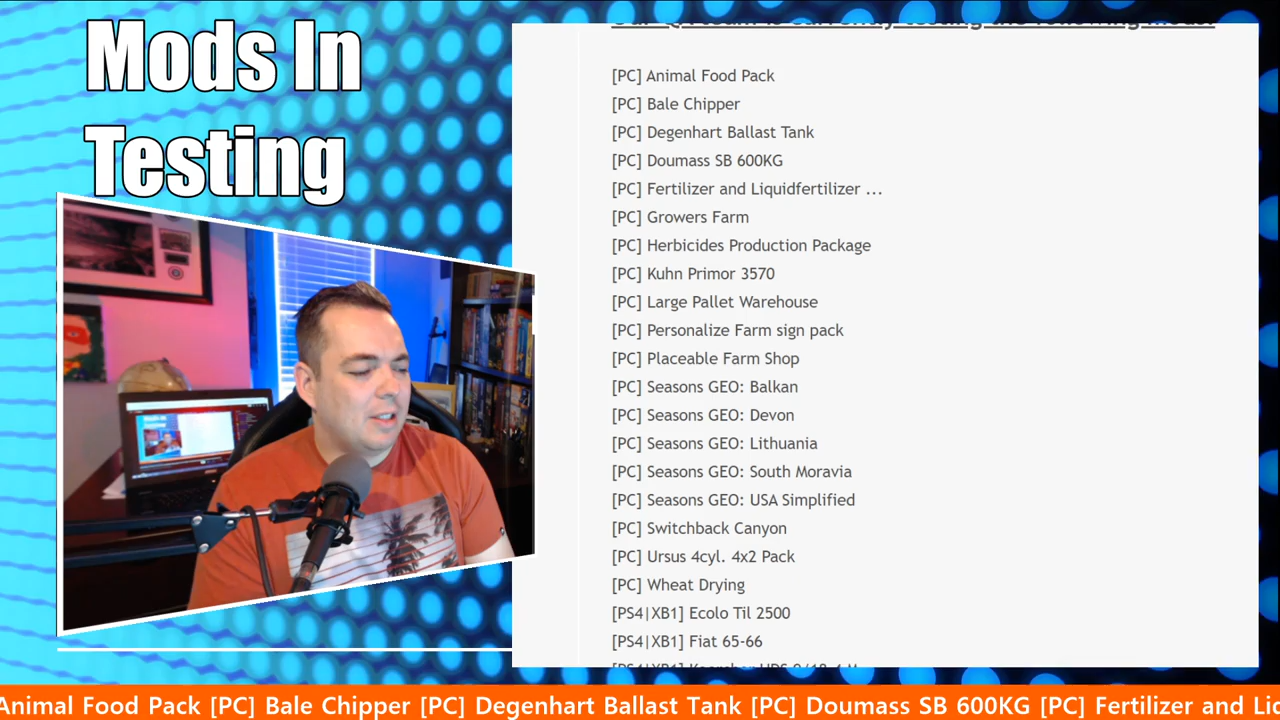 Mods In
Testing
[PC] Animal Food Pack
[PC] Bale Chipper
[PC] Degenhart Ballast Tank
[PC] Doumass SB 600KG
[PC] Fertilizer and Liquidfertilizer ...
[PC] Growers Farm
[PC] Herbicides Production Package
[PC] Kuhn Primor 3570
[PC] Large Pallet Warehouse
[PC] Personalize Farm sign pack
[PC] Placeable Farm Shop
[PC] Seasons GEO: Balkan
[PC] Seasons GEO: Devon
[PC] Seasons GEO: Lithuania
[PC] Seasons GEO: South Moravia
[PC] Seasons GEO: USA Simplified
[PC] Switchback Canyon
[PC] Ursus 4cyl. 4x2 Pack
[PC] Wheat Drying
[PS4|XB1] Ecolo Til 2500
[PS4|XB1] Fiat 65-66
[PS4|XB1]
Animal Food Pack [PC] Bale Chipper [PC] Degenhart Ballast Tank [PC] Doumass SB 600KG [PC] Fertilizer and